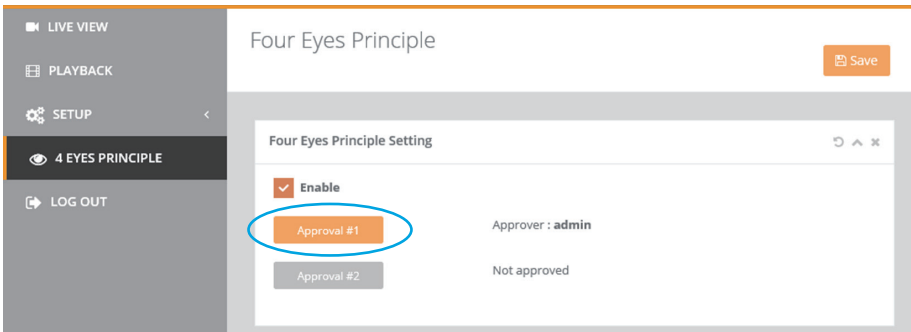 LIVE VIEW
PLAYBACK
SETUP
4 EYES PRINCIPLE
LOG OUT
Four Eyes Principle
Save
Four Eyes Principle Setting
Enable
Approval #1
Approver : admin
Approval #2
Not approved